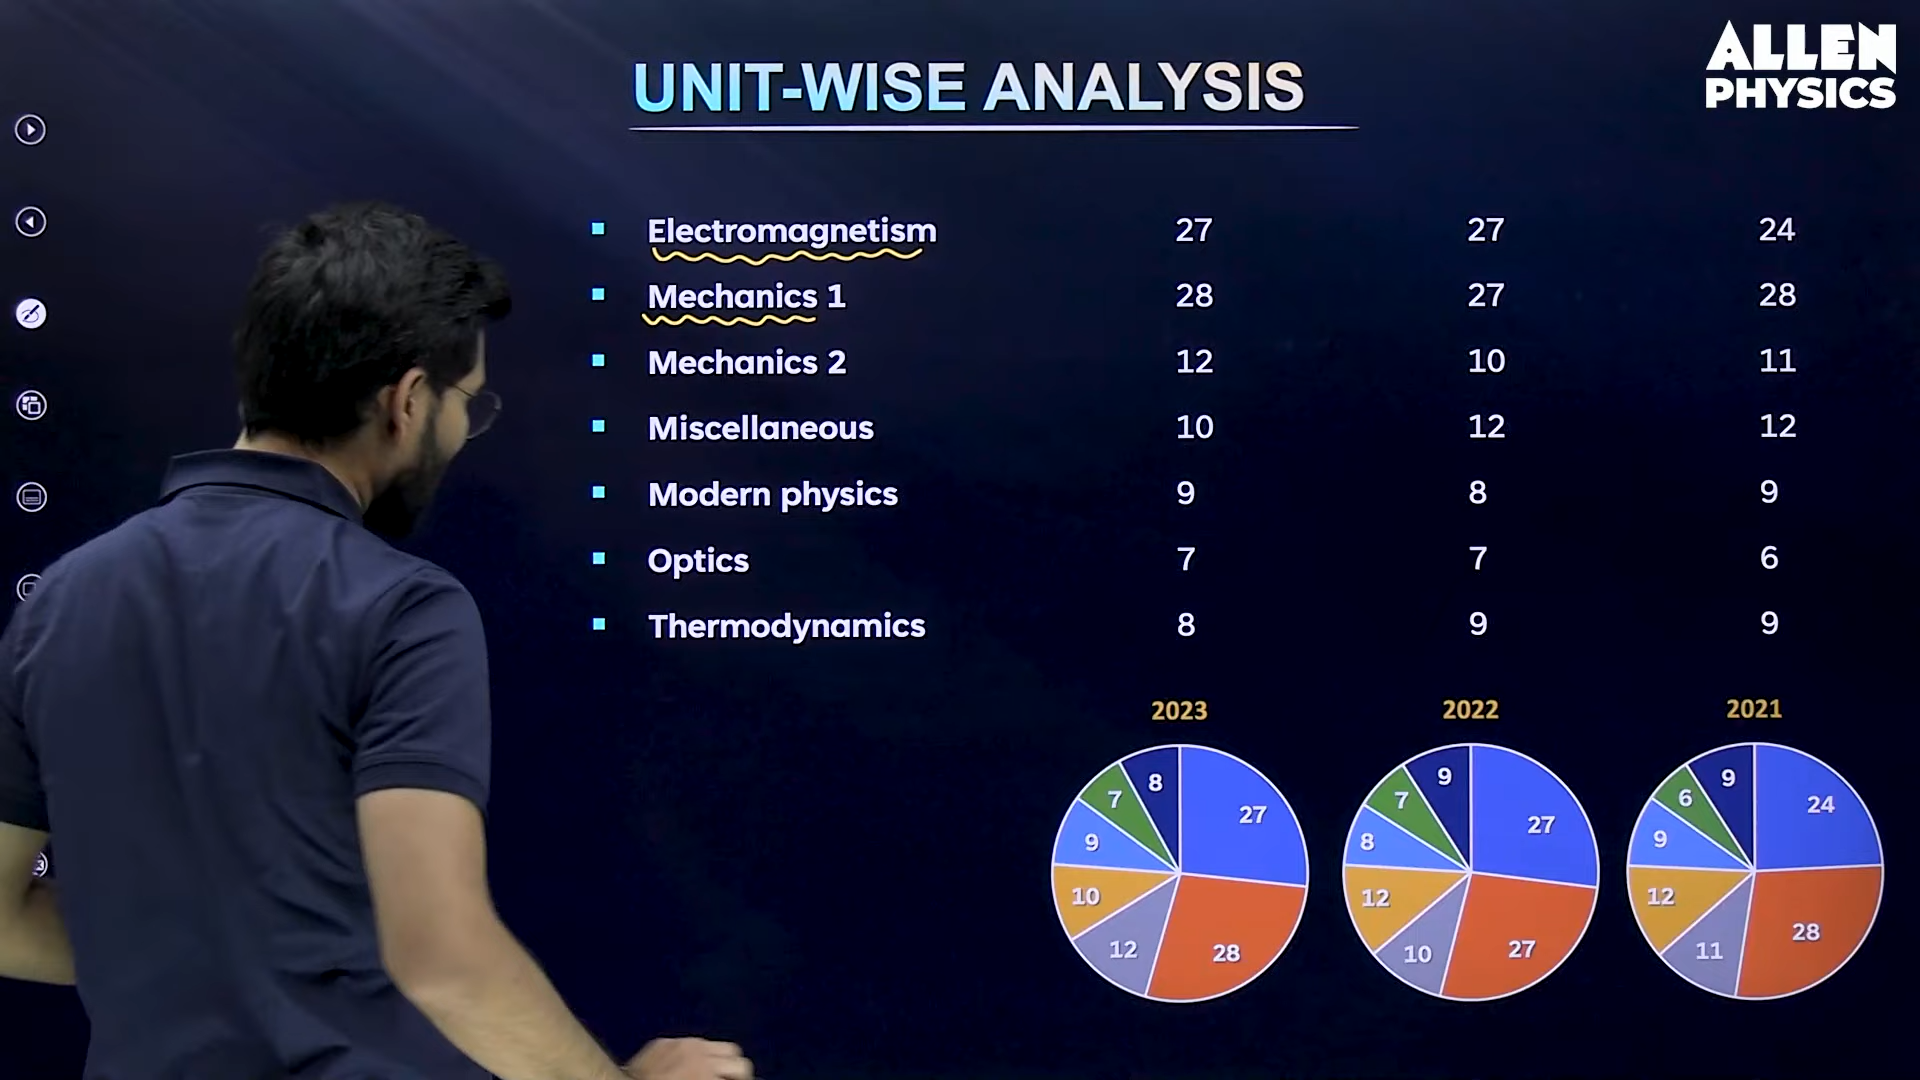 ALLEN
PHYSICS
UNIT-WISE ANALYSIS
Electromagnetism 27 27 24
Mechanics 1 28 27 28
Mechanics 2 12 10 11
Miscellaneous 10 12 12
Modern physics 9 8 9
Optics 7 7 6
Thermodynamics 8 9 9
2023 2022 2021
8 27 28 12 10 9 7
9 27 27 10 12 8 7
9 24 28 11 12 9 6